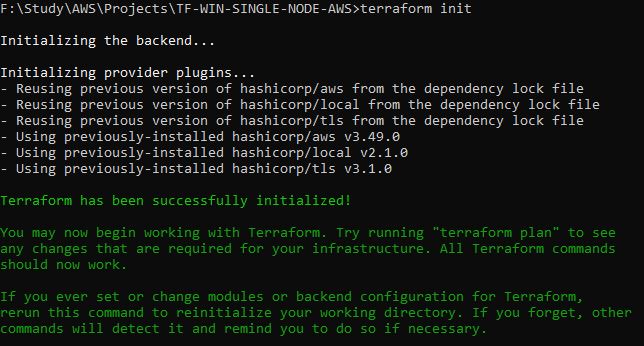 F:\Study\AWS\Projects\TF-WIN-SINGLE-NODE-AWS>terraform init
Initializing the backend...
Initializing provider plugins...
- Reusing previous version of hashicorp/aws from the dependency lock file
- Reusing previous version of hashicorp/local from the dependency lock file
- Reusing previous version of hashicorp/tls from the dependency lock file
- Using previously-installed hashicorp/aws v3.49.0
- Using previously-installed hashicorp/local v2.1.0
- Using previously-installed hashicorp/tls v3.1.0
Terraform has been successfully initialized!
You may now begin working with Terraform. Try running "terraform plan" to see
any changes that are required for your infrastructure. All Terraform commands
should now work.
If you ever set or change modules or backend configuration for Terraform,
rerun this command to reinitialize your working directory. If you forget, other
commands will detect it and remind you to do so if necessary.